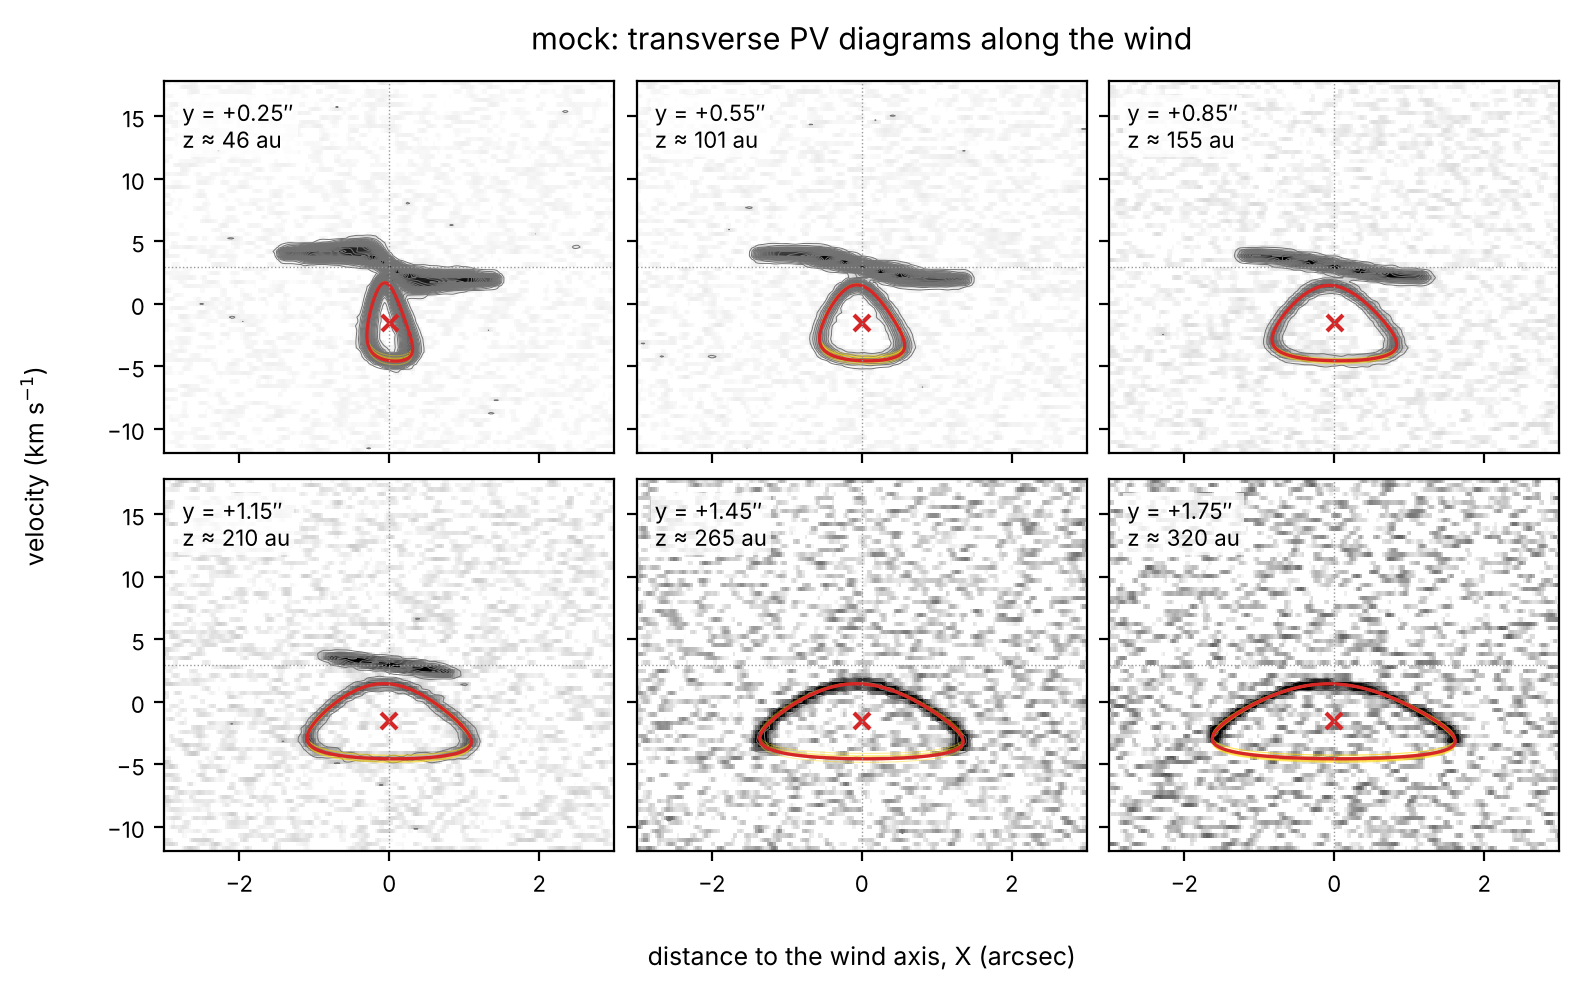 mock: transverse PV diagrams along the wind
y = +0.25″
z ≈ 46 au
y = +0.55″
z ≈ 101 au
y = +0.85″
z ≈ 155 au
15
10
5
0
−5
−10
y = +1.15″
z ≈ 210 au
y = +1.45″
z ≈ 265 au
y = +1.75″
z ≈ 320 au
15
10
5
0
−5
−10
velocity (km s⁻¹)
−2 0 2 −2 0 2 −2 0 2
distance to the wind axis, X (arcsec)